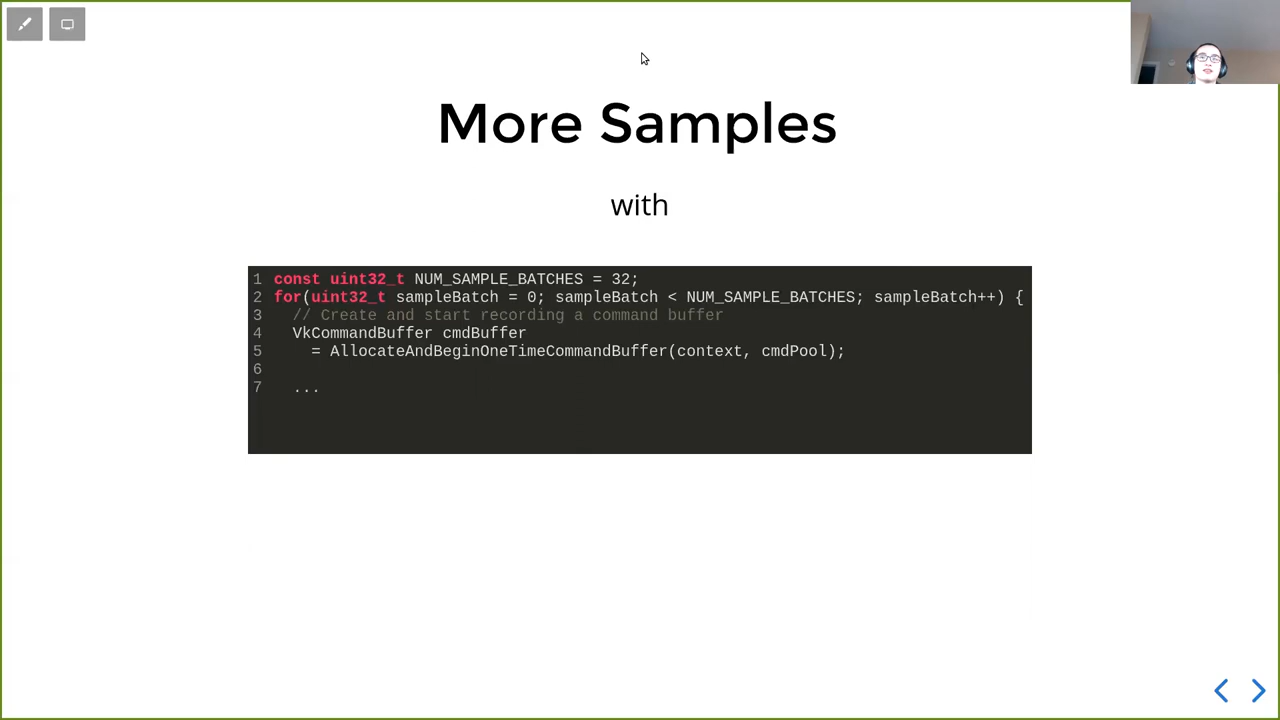 More Samples
with
1 const uint32_t NUM_SAMPLE_BATCHES = 32;
2 for(uint32_t sampleBatch = 0; sampleBatch < NUM_SAMPLE_BATCHES; sampleBatch++) {
3   // Create and start recording a command buffer
4   VkCommandBuffer cmdBuffer
5     = AllocateAndBeginOneTimeCommandBuffer(context, cmdPool);
6
7   ...